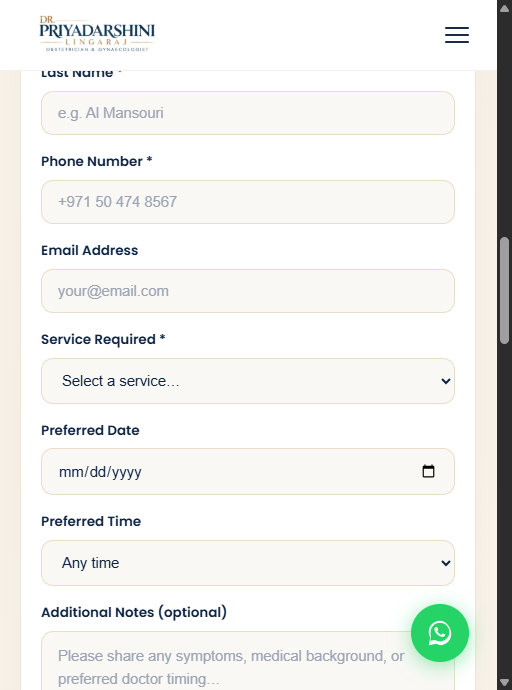 DR.
PRIYADARSHINI
LINGARAJ
OBSTETRICIAN & GYNAECOLOGIST
Last Name *
e.g. Al Mansouri
Phone Number *
+971 50 474 8567
Email Address
your@email.com
Service Required *
Select a service...
Preferred Date
mm/dd/yyyy
Preferred Time
Any time
Additional Notes (optional)
Please share any symptoms, medical background, or
preferred doctor timing...